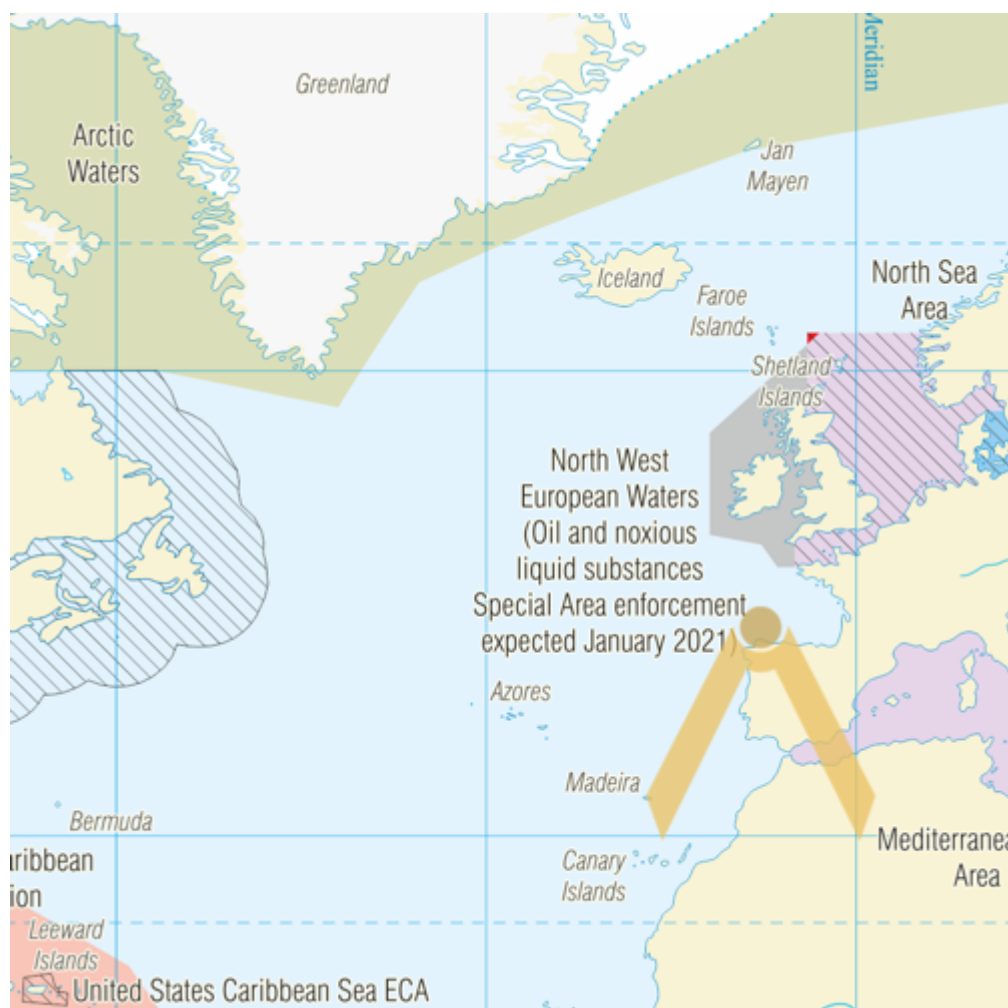 Meridian
Greenland
Arctic
Waters
Jan
Mayen
Iceland
North Sea
Area
Faroe
Islands
Shetland
Islands
North West
European Waters
(Oil and noxious
liquid substances
Special Area enforcement
expected January 2021)
Azores
Madeira
Bermuda
Mediterranea
Area
aribbean
ion
Canary
Islands
Leeward
Islands
United States Caribbean Sea ECA